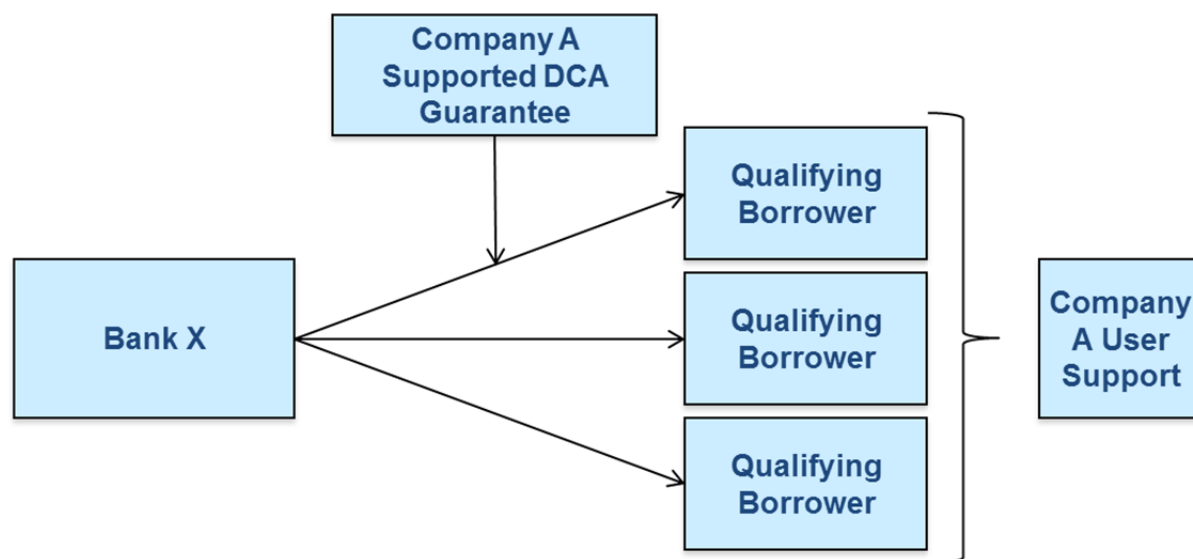 Company A
Supported DCA
Guarantee
Qualifying
Borrower
Bank X
Qualifying
Borrower
Company
A User
Support
Qualifying
Borrower